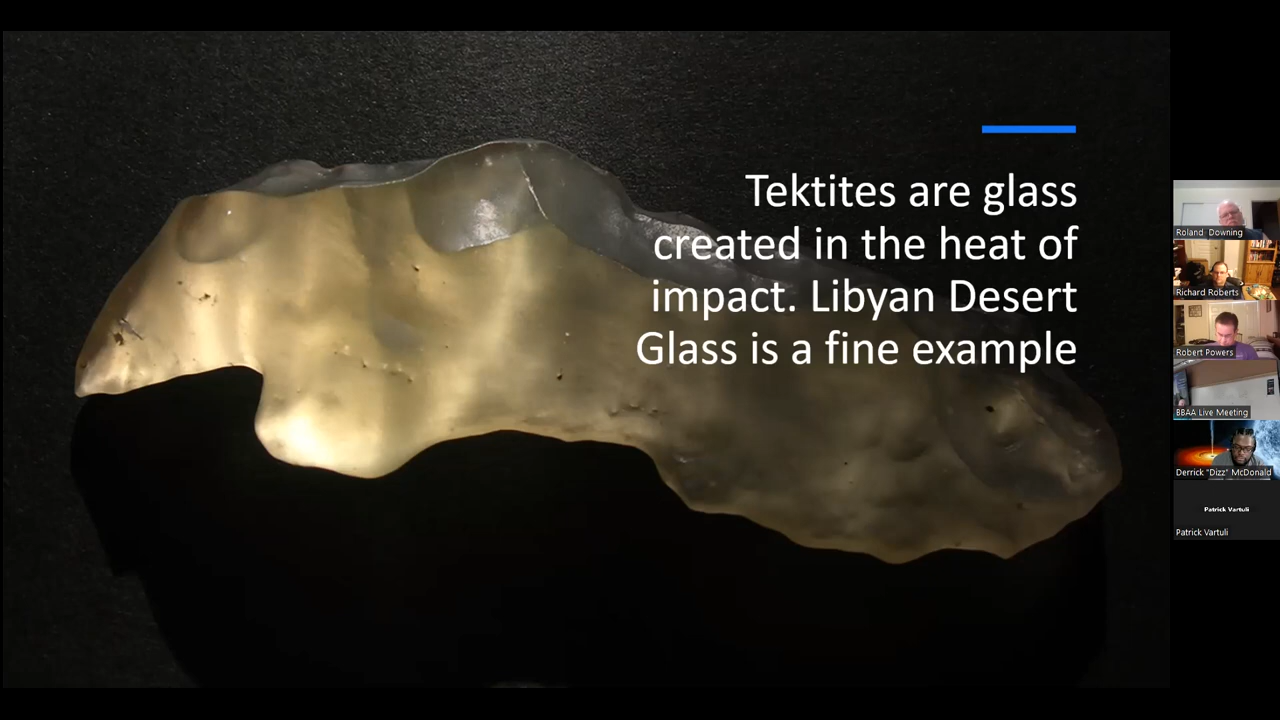 Tektites are glass
created in the heat of
impact. Libyan Desert
Glass is a fine example
Roland Downing
Richard Roberts
Robert Powers
BBAA Live Meeting
Derrick "Dizz" McDonald
Patrick Vartuli
Patrick Vartuli